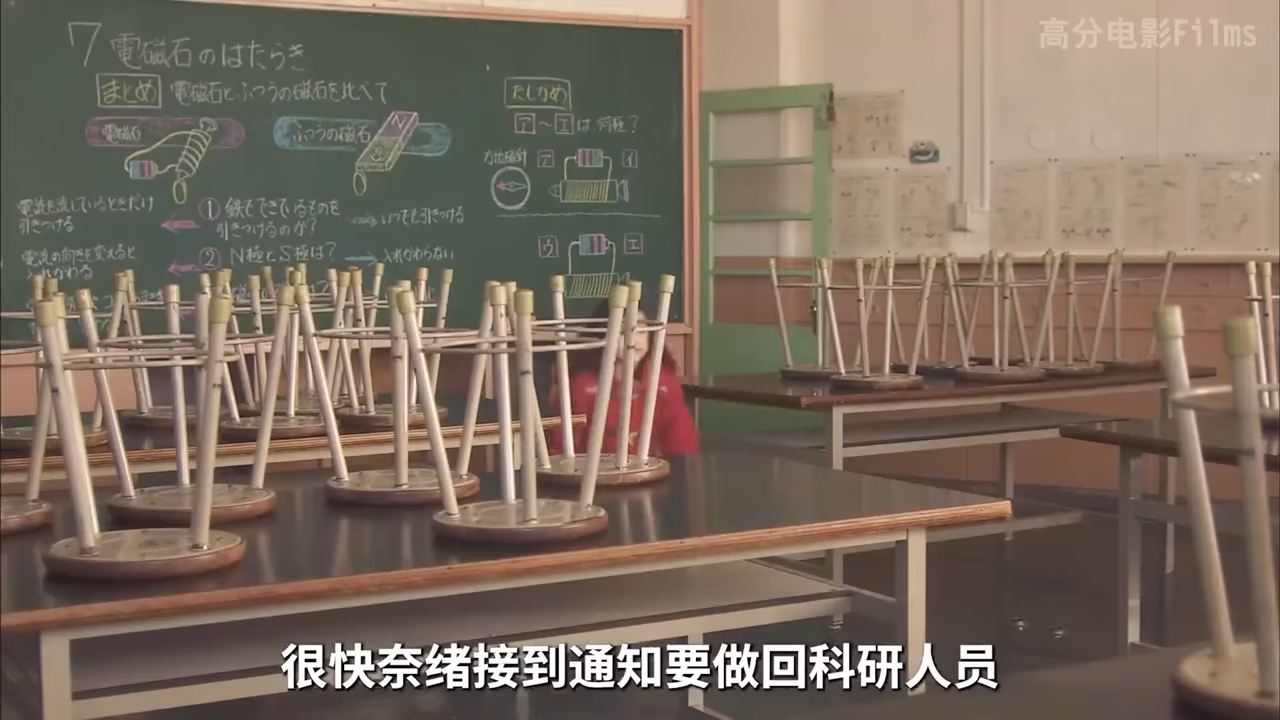 高分电影Films
7 電磁石のはたらき
まとめ 電磁石とふつうの磁石を比べて
電磁石
ふつうの磁石
電流を流しているときだけ
引きつける
① 鉄でできているものを
引きつけるのか?
いつでも引きつける
電流の向きを変えると
入れかわる
② N極とS極は?
入れかわらない
たしかめ
ア～エは何極?
方位磁針
ア
イ
ウ
エ
N
很快奈绪接到通知要做回科研人员